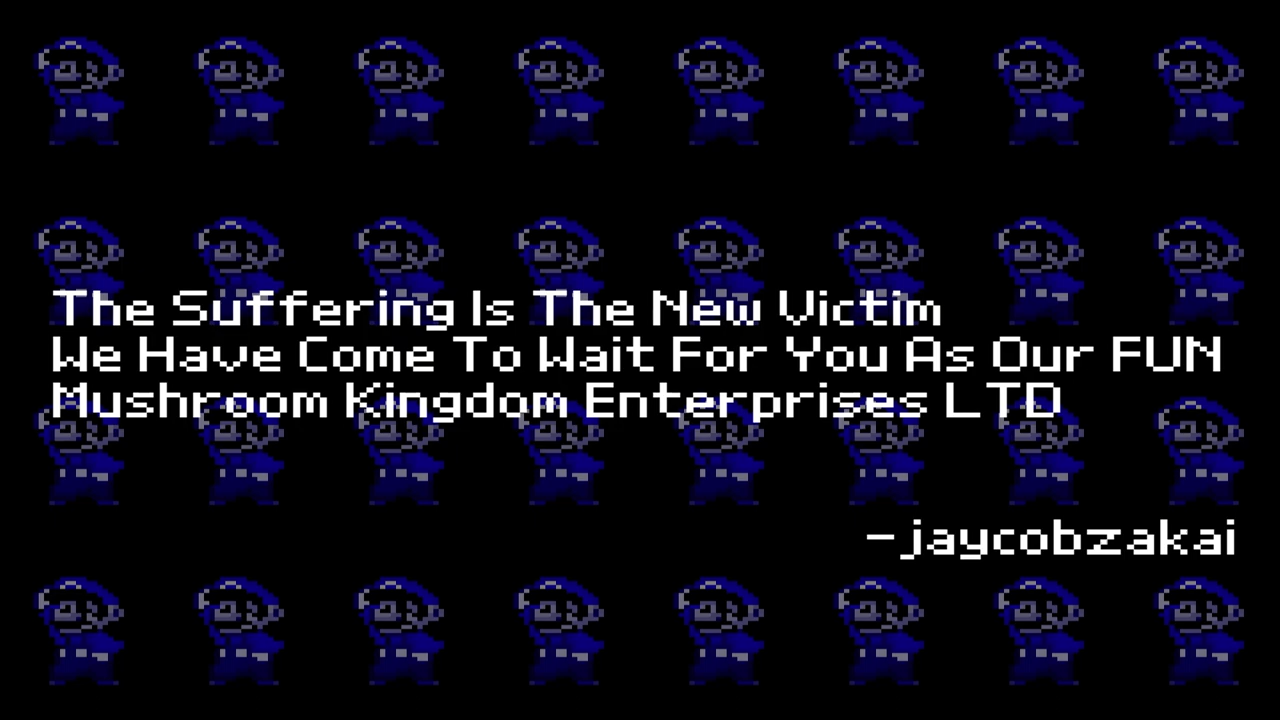 The Suffering Is The New Victim
We Have Come To Wait For You As Our FUN
Mushroom Kingdom Enterprises LTD
-jaycobzakai